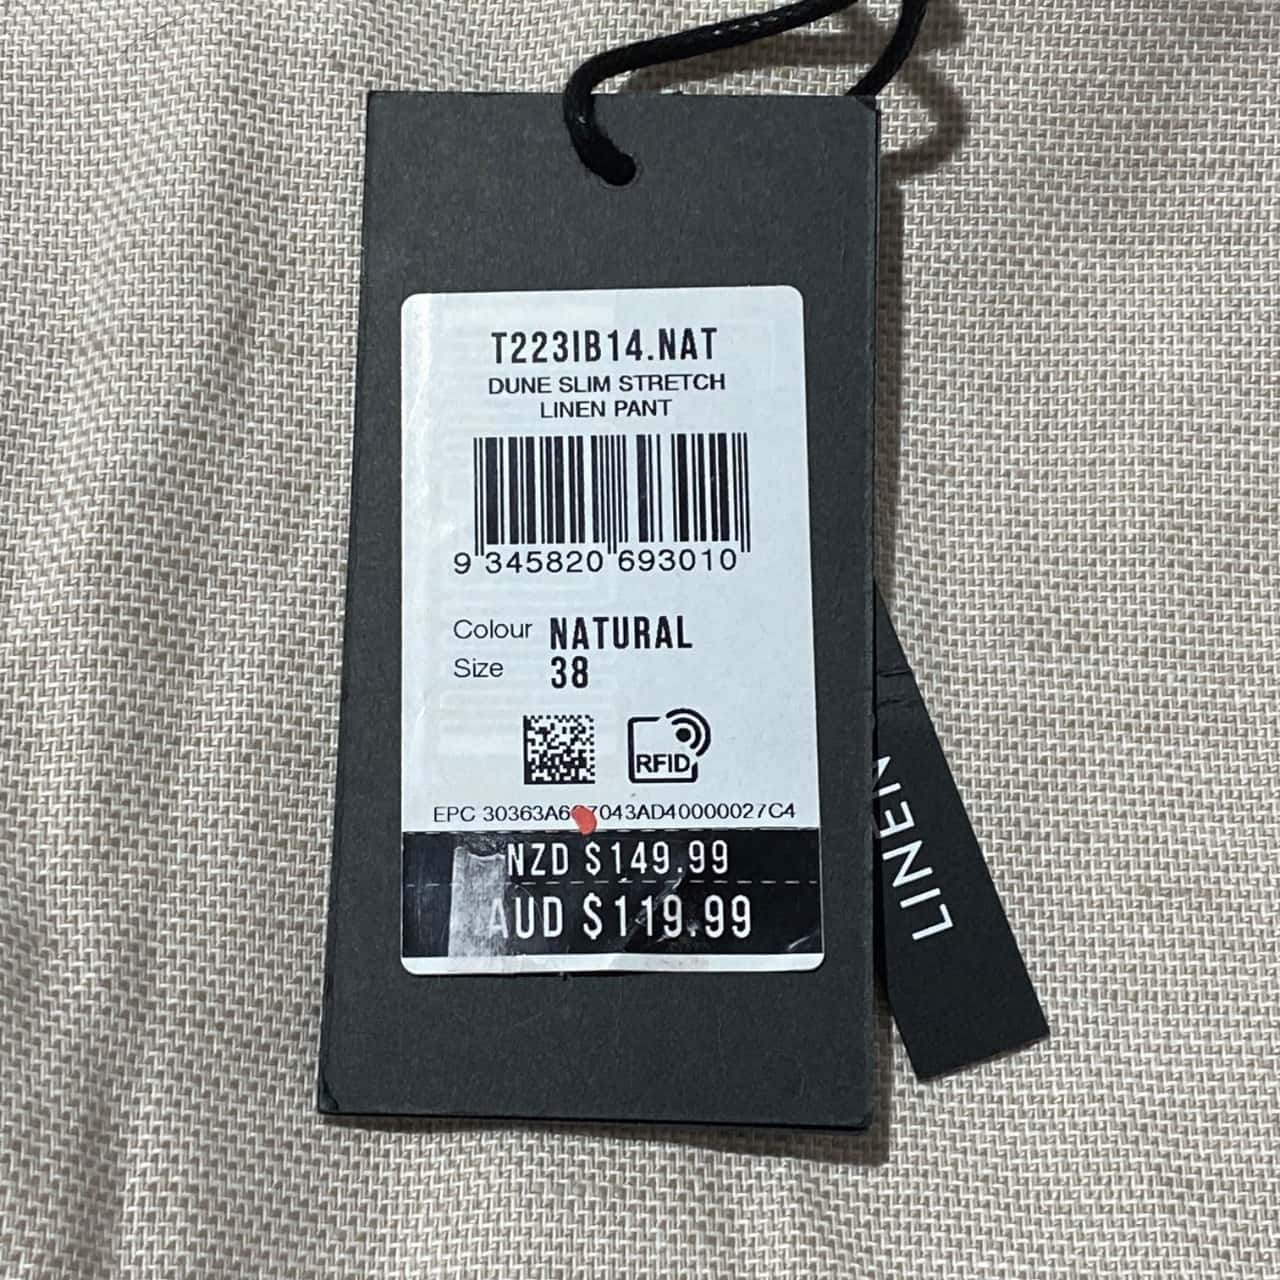 T223IB14.NAT
DUNE SLIM STRETCH
LINEN PANT
9 345820 693010
Colour NATURAL
Size 38
RFID
NZD $149.99
AUD $119.99
LINEN